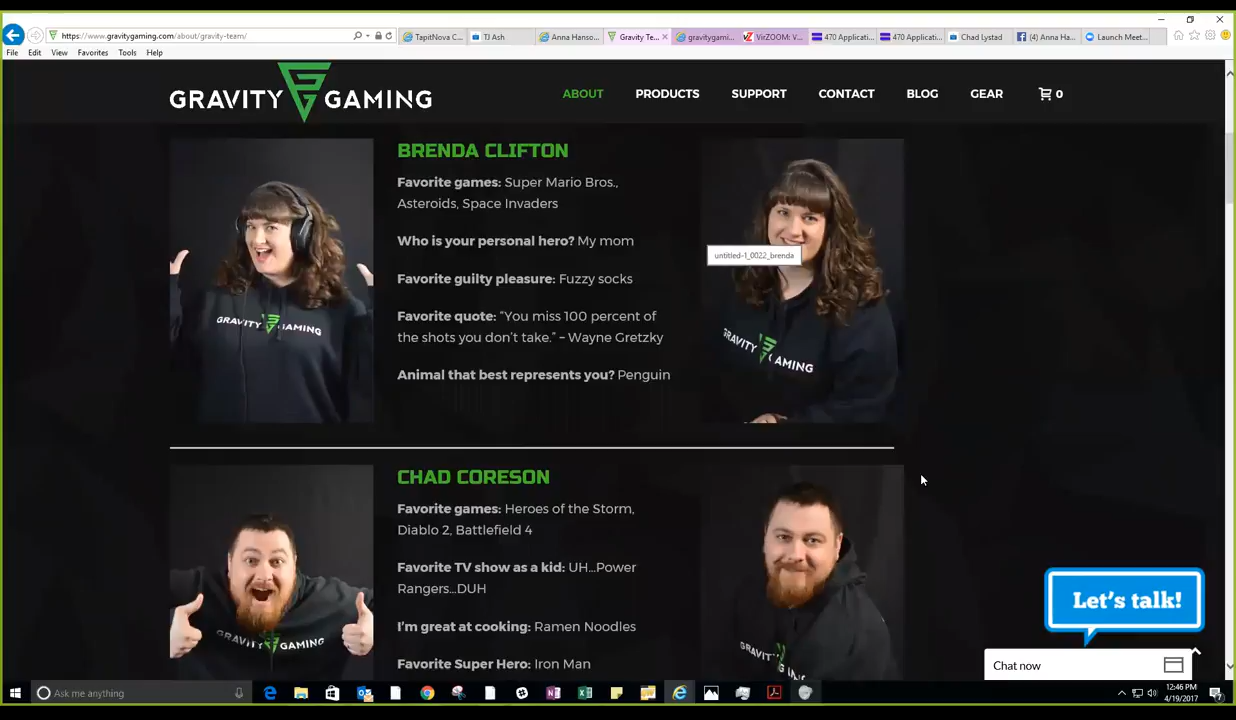 https://www.gravitygaming.com/about/gravity-team/
TapitNova C...
TJ Ash
Anna Hanso...
Gravity Te...
gravitygami...
VirZOOM: V...
470 Applicati...
470 Applicati...
Chad Lystad
(4) Anna Ha...
Launch Meet...
File Edit View Favorites Tools Help
GRAVITY GAMING
ABOUT PRODUCTS SUPPORT CONTACT BLOG GEAR 0
BRENDA CLIFTON
Favorite games: Super Mario Bros.,
Asteroids, Space Invaders
Who is your personal hero? My mom
Favorite guilty pleasure: Fuzzy socks
Favorite quote: “You miss 100 percent of
the shots you don’t take.” – Wayne Gretzky
Animal that best represents you? Penguin
GRAVITY GAMING
untitled-1_0022_brenda
GRAVITY GAMING
CHAD CORESON
Favorite games: Heroes of the Storm,
Diablo 2, Battlefield 4
Favorite TV show as a kid: UH...Power
Rangers...DUH
I’m great at cooking: Ramen Noodles
Favorite Super Hero: Iron Man
GRAVITY GAMING
Let’s talk!
Chat now
Ask me anything
12:46 PM
4/19/2017